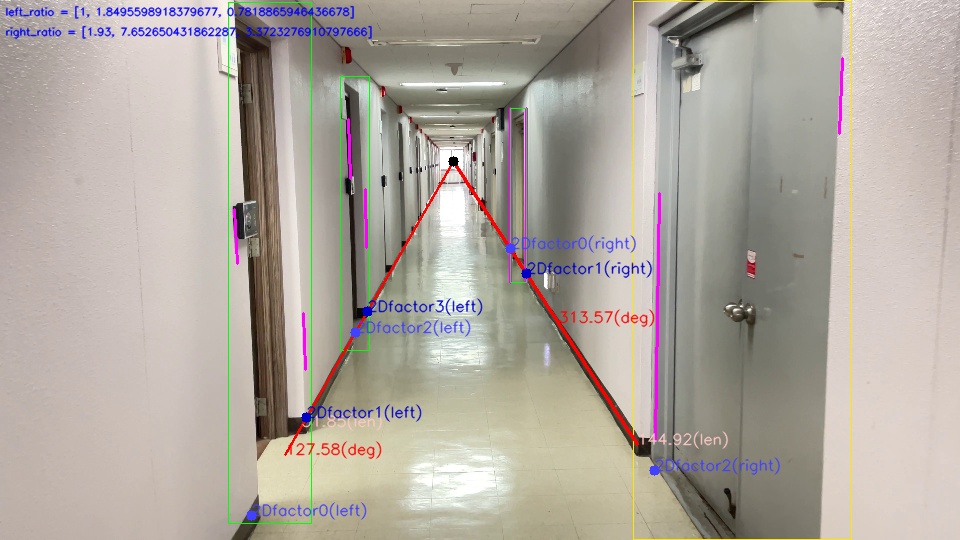 left_ratio = [1, 1.8495598918379677, 0.7818865946436678]
right_ratio = [1.93, 7.652650431862287, 3.3723276910797666]
2Dfactor0(right)
2Dfactor1(right)
2Dfactor3(left)
313.57(deg)
2Dfactor2(left)
2Dfactor1(left)
144.92(len)
127.58(deg)
2Dfactor2(right)
2Dfactor0(left)